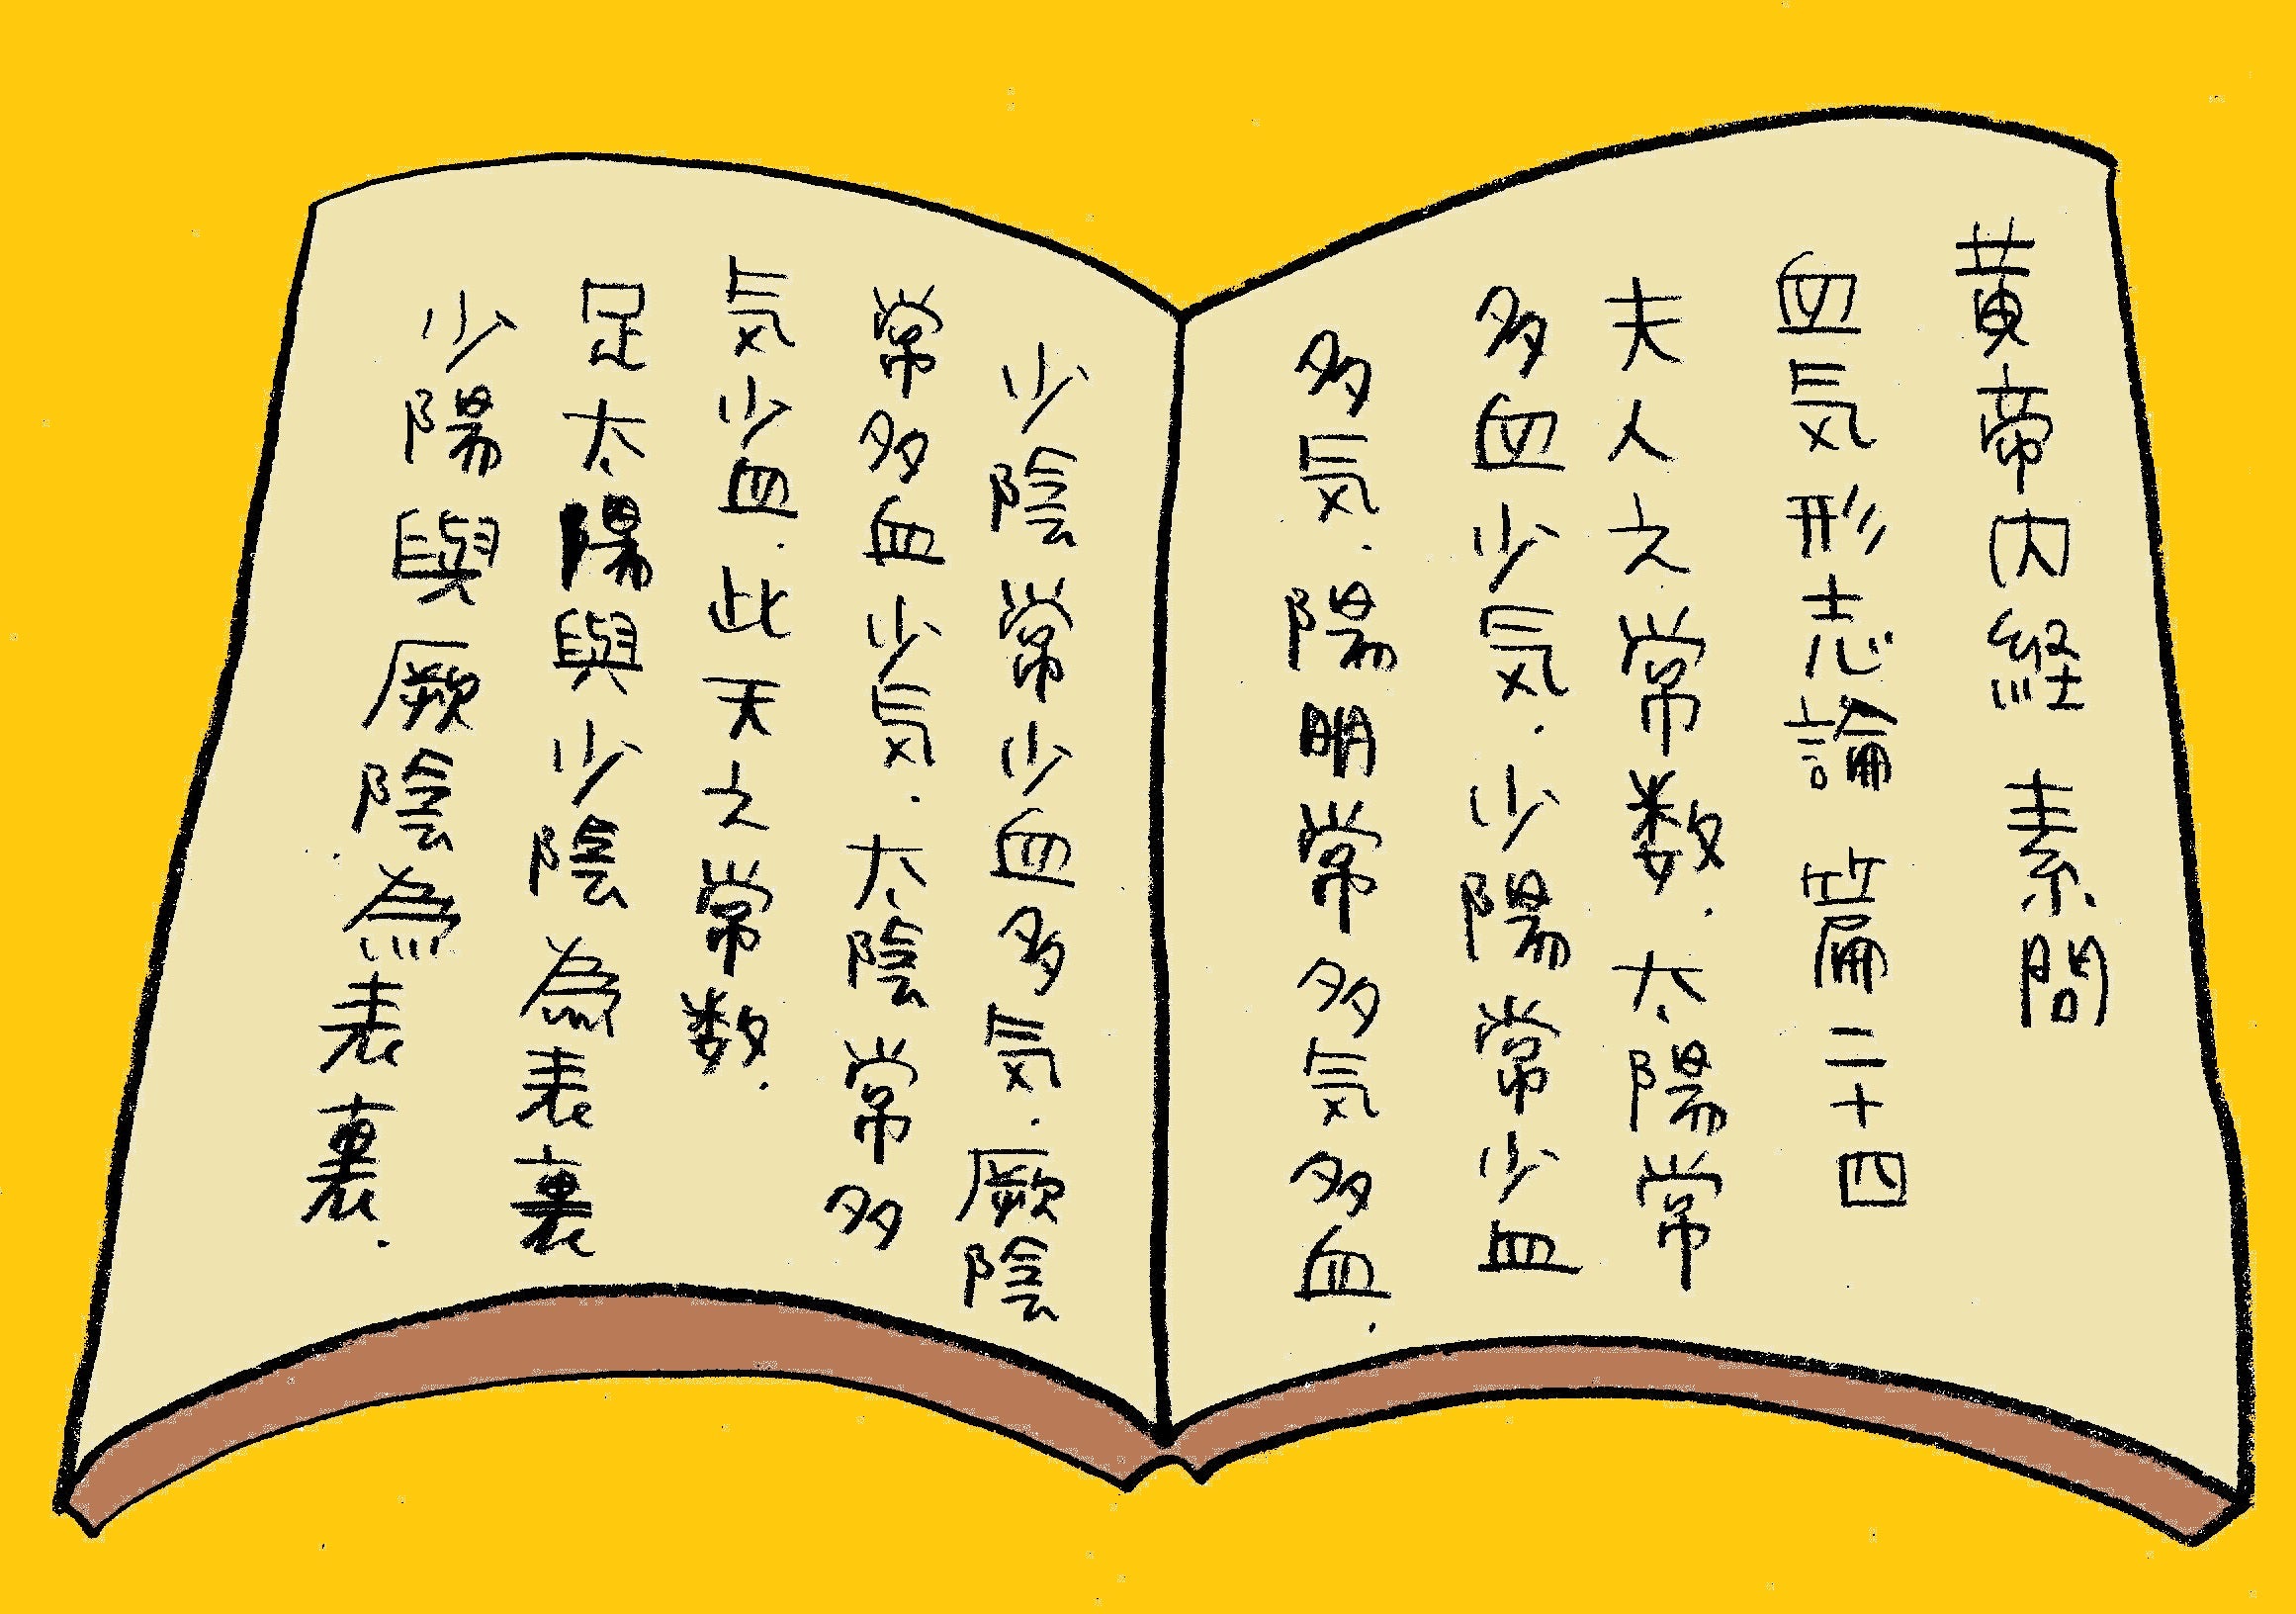 黄帝内経 素問
血気形志論 篇二十四
夫人之常数．太陽常
多血少気．少陽常少血
多気．陽明常多気多血．
少陰常少血多気．厥陰
常多血少気．太陰常多
気少血．此天之常数．
足太陽與少陰為表裏
少陽與厥陰為表裏．